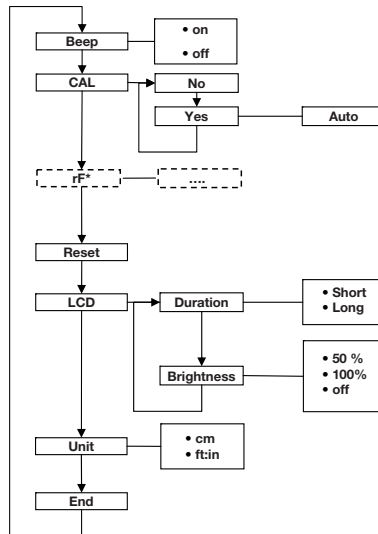 Beep
• on
• off
CAL
No
Yes
Auto
rF*
....
Reset
LCD
Duration
• Short
• Long
Brightness
• 50 %
• 100%
• off
Unit
• cm
• ft:in
End